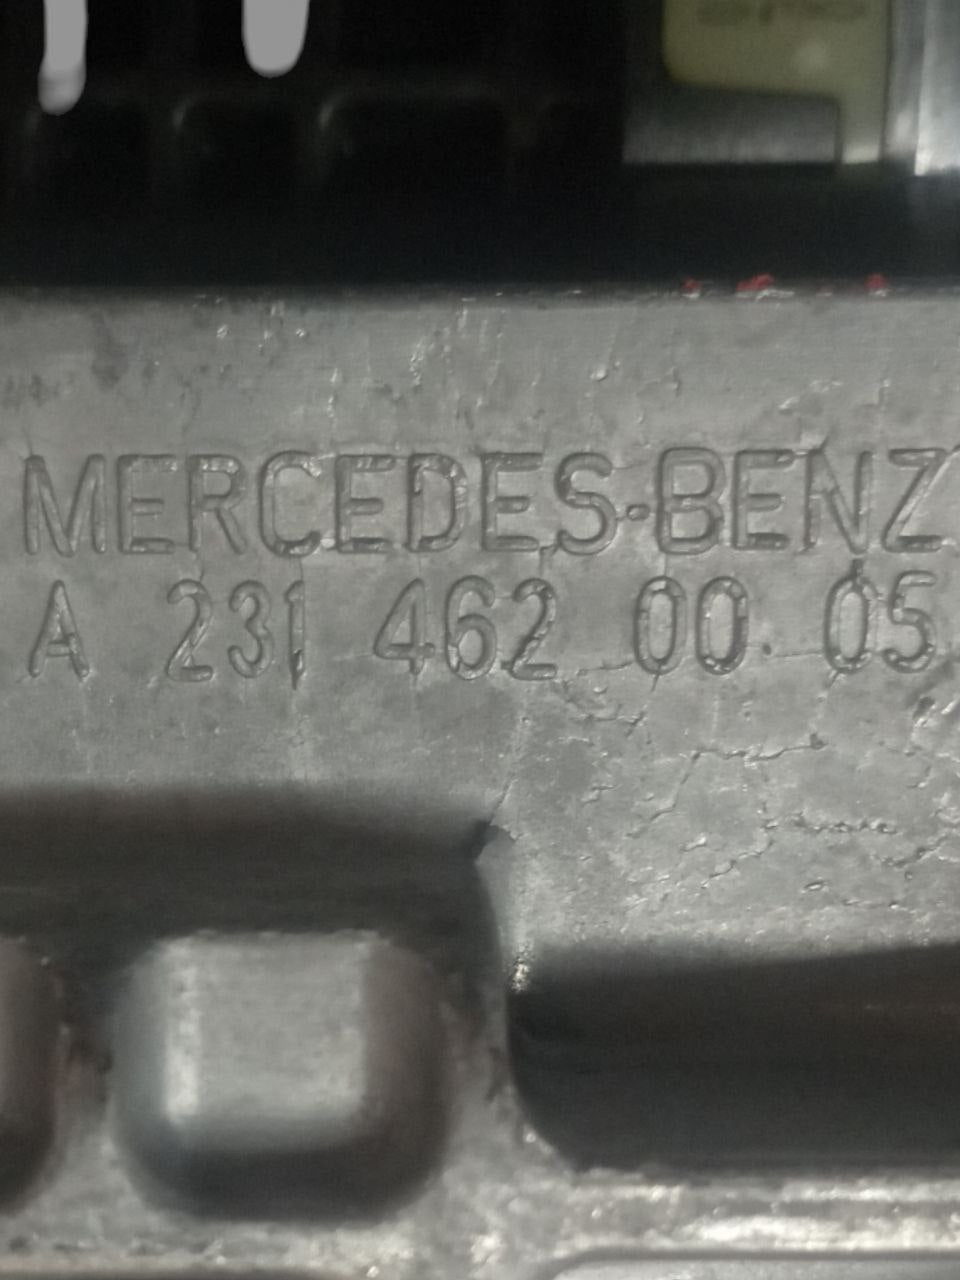 MERCEDES-BENZ
A 231 462 00 05